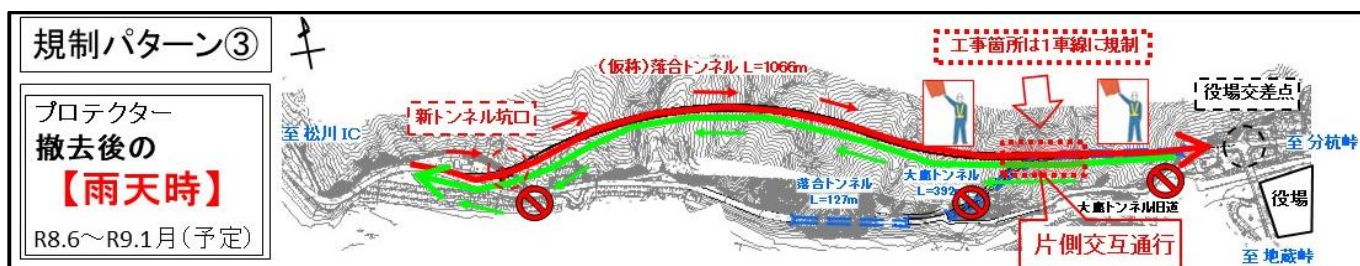 規制パターン③
プロテクター
撤去後の
【雨天時】
R8.6～R9.1月(予定)
至 松川 IC
新トンネル坑口
(仮称)落合トンネル L=1066m
工事箇所は1車線に規制
役場交差点
至 分杭峠
落合トンネル
L=127m
大鹿トンネル
L=392
大鹿トンネル旧道
片側交互通行
役場
至 地蔵峠